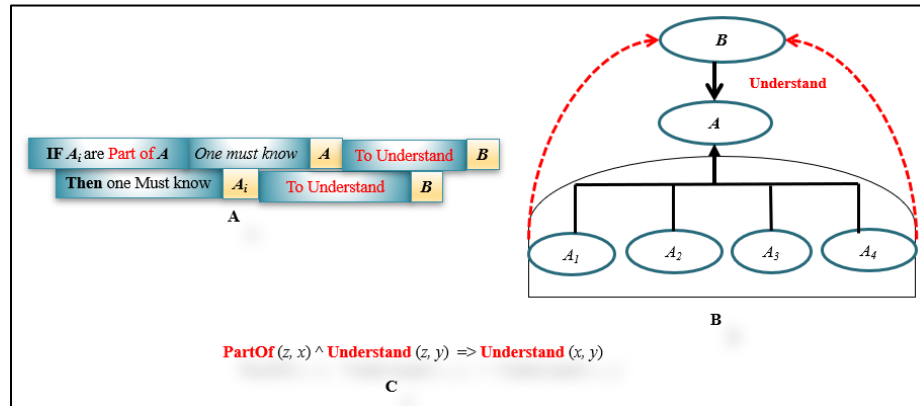 IF Ai are Part of A One must know A To Understand B
Then one Must know Ai To Understand B
A
B
Understand
A
A1 A2 A3 A4
B
PartOf (z, x) ^ Understand (z, y) => Understand (x, y)
C